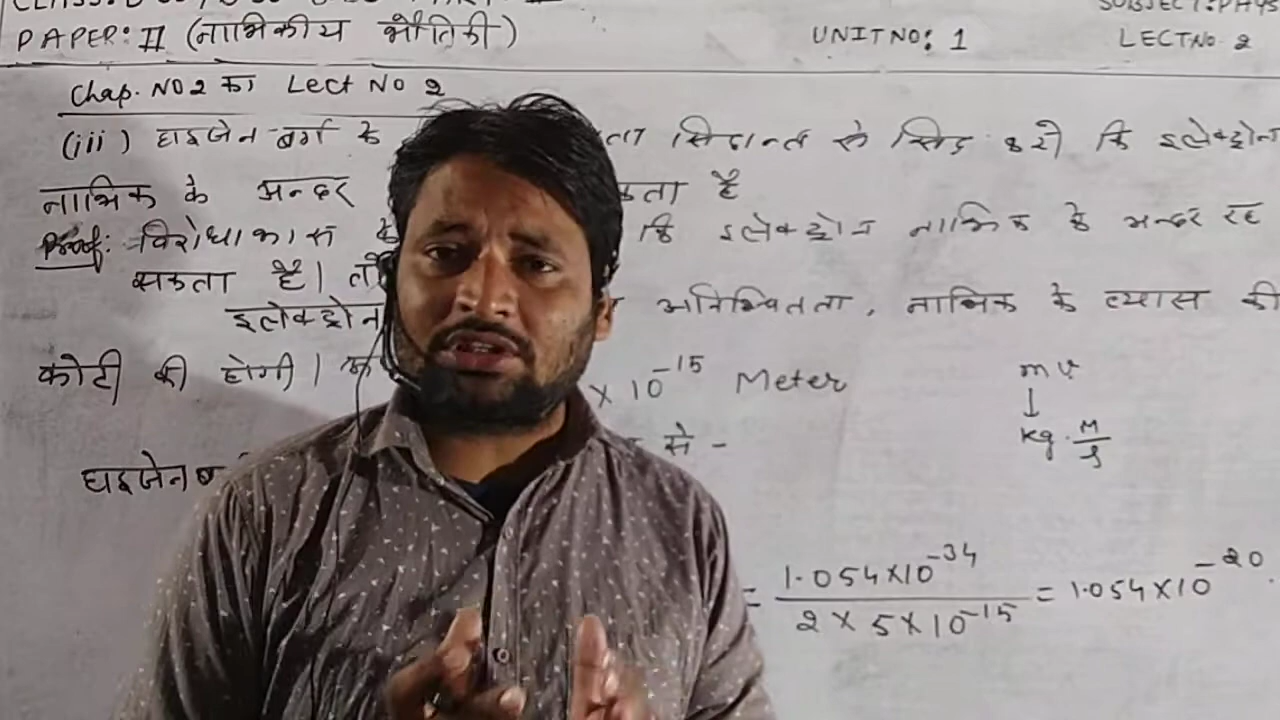 PAPER: II (नाभिकीय भौतिकी) UNIT NO: 1 LECT NO 2
Chap. NO 2 का Lect No 2
(iii) हाइजेन बर्ग के सिद्धान्त से सिद्ध करो कि इलेक्ट्रोन
नाभिक के अन्दर है
Proof: विरोधाभास कि इलेक्ट्रोन नाभिक के अन्दर रह
सकता है।
इलेक्ट्रोन अनिश्चितता, नाभिक के व्यास की
कोटी की होगी। × 10⁻¹⁵ Meter
mv
↓
kg. M/s
हाइजेन ब से -
= 1.054×10⁻³⁴ / 2 × 5 × 10⁻¹⁵ = 1.054×10⁻²⁰